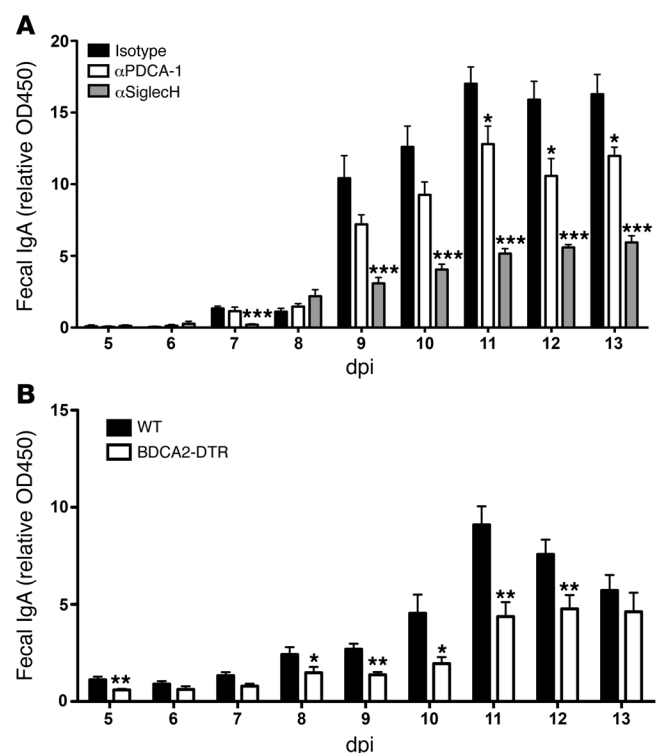 A
20
Isotype
αPDCA-1
αSiglecH
15
10
5
0
Fecal IgA (relative OD450)
*
*
*
***
***
***
***
***
***
5 6 7 8 9 10 11 12 13
dpi
B
15
WT
BDCA2-DTR
10
5
0
Fecal IgA (relative OD450)
**
*
**
*
**
**
5 6 7 8 9 10 11 12 13
dpi